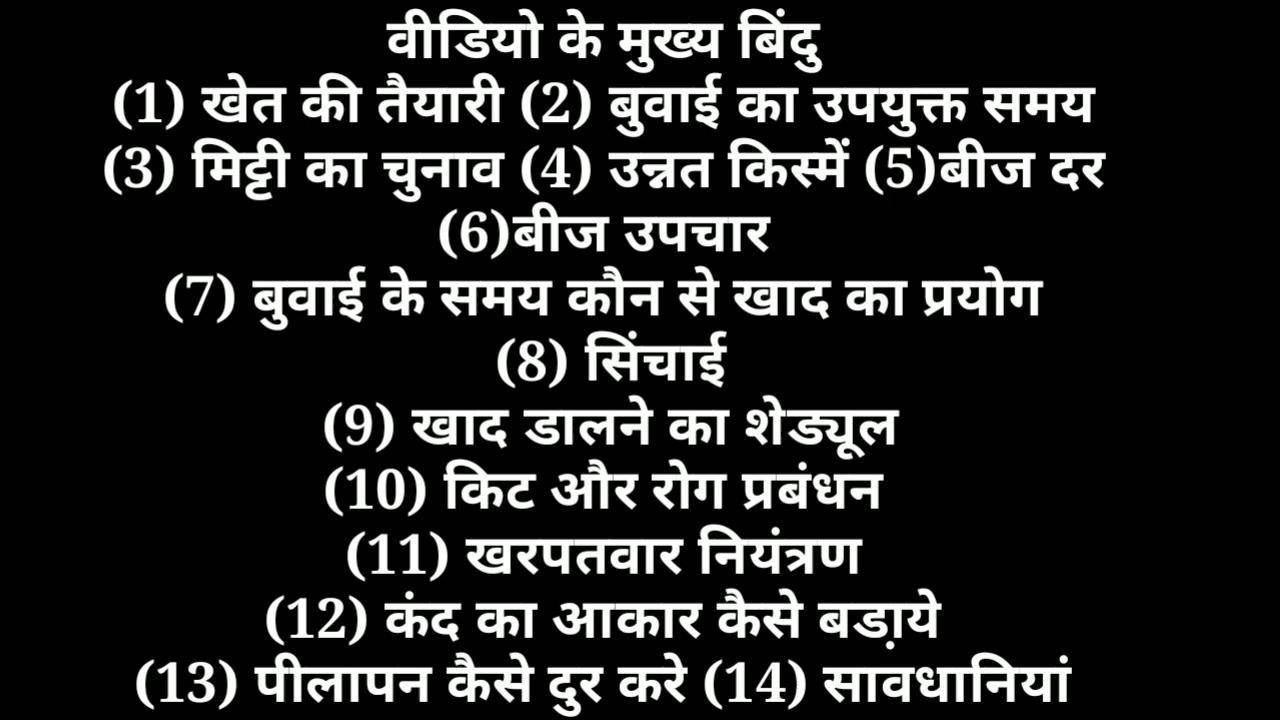 वीडियो के मुख्य बिंदु
(1) खेत की तैयारी (2) बुवाई का उपयुक्त समय
(3) मिट्टी का चुनाव (4) उन्नत किस्में (5)बीज दर
(6)बीज उपचार
(7) बुवाई के समय कौन से खाद का प्रयोग
(8) सिंचाई
(9) खाद डालने का शेड्यूल
(10) किट और रोग प्रबंधन
(11) खरपतवार नियंत्रण
(12) कंद का आकार कैसे बडा़ये
(13) पीलापन कैसे दुर करे (14) सावधानियां